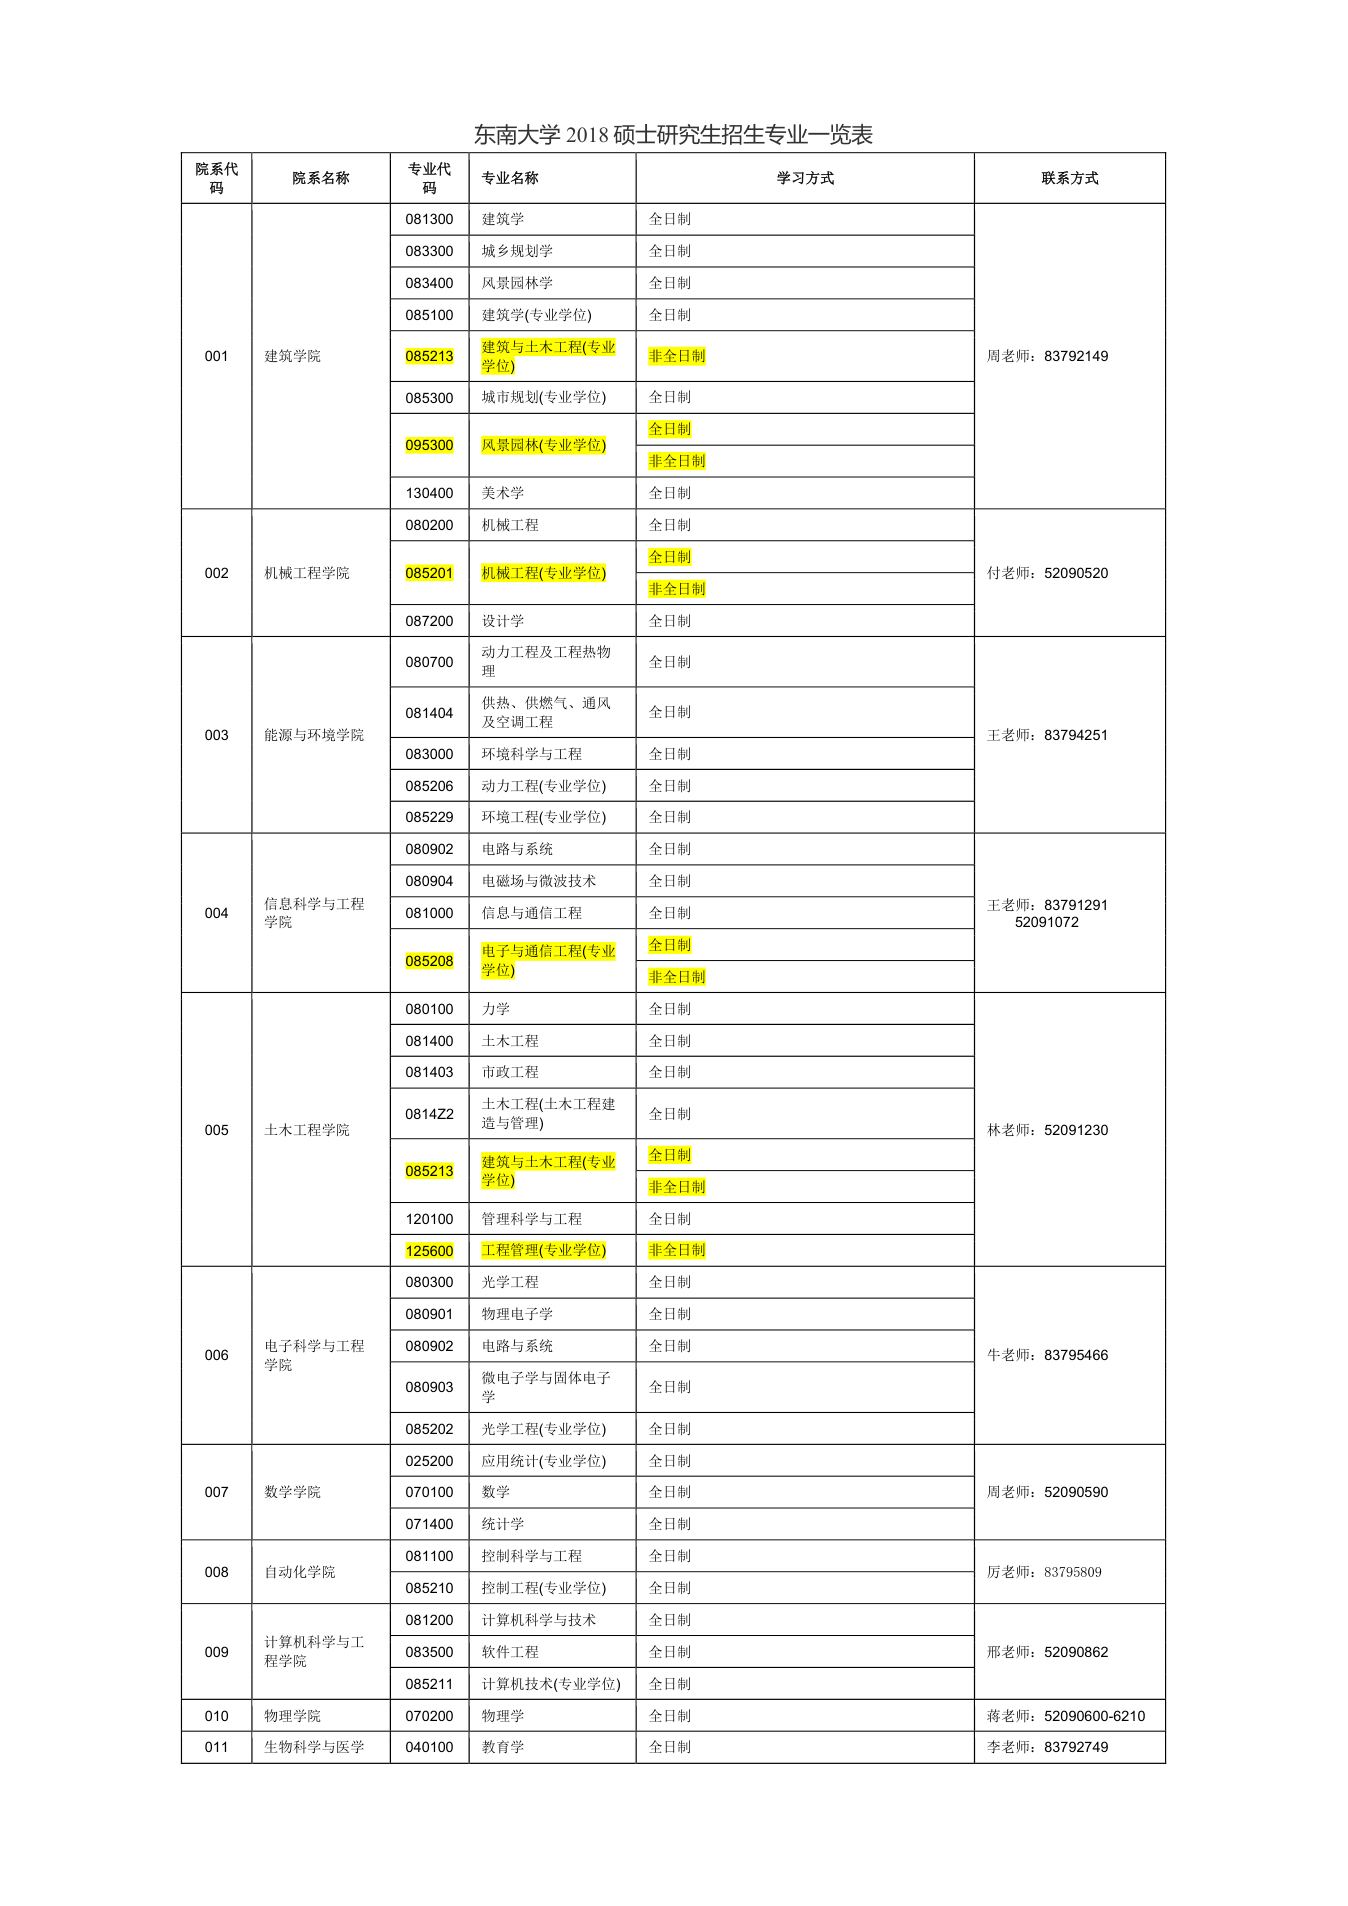 东南大学 2018 硕士研究生招生专业一览表
院系代码 院系名称 专业代码 专业名称 学习方式 联系方式
001 建筑学院 周老师：83792149
081300 建筑学 全日制
083300 城乡规划学 全日制
083400 风景园林学 全日制
085100 建筑学(专业学位) 全日制
085213 建筑与土木工程(专业学位) 非全日制
085300 城市规划(专业学位) 全日制
095300 风景园林(专业学位) 全日制
非全日制
130400 美术学 全日制
002 机械工程学院 付老师：52090520
080200 机械工程 全日制
085201 机械工程(专业学位) 全日制
非全日制
087200 设计学 全日制
003 能源与环境学院 王老师：83794251
080700 动力工程及工程热物理 全日制
081404 供热、供燃气、通风及空调工程 全日制
083000 环境科学与工程 全日制
085206 动力工程(专业学位) 全日制
085229 环境工程(专业学位) 全日制
004 信息科学与工程学院 王老师：83791291
52091072
080902 电路与系统 全日制
080904 电磁场与微波技术 全日制
081000 信息与通信工程 全日制
085208 电子与通信工程(专业学位) 全日制
非全日制
005 土木工程学院 林老师：52091230
080100 力学 全日制
081400 土木工程 全日制
081403 市政工程 全日制
0814Z2 土木工程(土木工程建造与管理) 全日制
085213 建筑与土木工程(专业学位) 全日制
非全日制
120100 管理科学与工程 全日制
125600 工程管理(专业学位) 非全日制
006 电子科学与工程学院 牛老师：83795466
080300 光学工程 全日制
080901 物理电子学 全日制
080902 电路与系统 全日制
080903 微电子学与固体电子学 全日制
085202 光学工程(专业学位) 全日制
007 数学学院 周老师：52090590
025200 应用统计(专业学位) 全日制
070100 数学 全日制
071400 统计学 全日制
008 自动化学院 厉老师：83795809
081100 控制科学与工程 全日制
085210 控制工程(专业学位) 全日制
009 计算机科学与工程学院 邢老师：52090862
081200 计算机科学与技术 全日制
083500 软件工程 全日制
085211 计算机技术(专业学位) 全日制
010 物理学院 070200 物理学 全日制 蒋老师：52090600-6210
011 生物科学与医学 040100 教育学 全日制 李老师：83792749